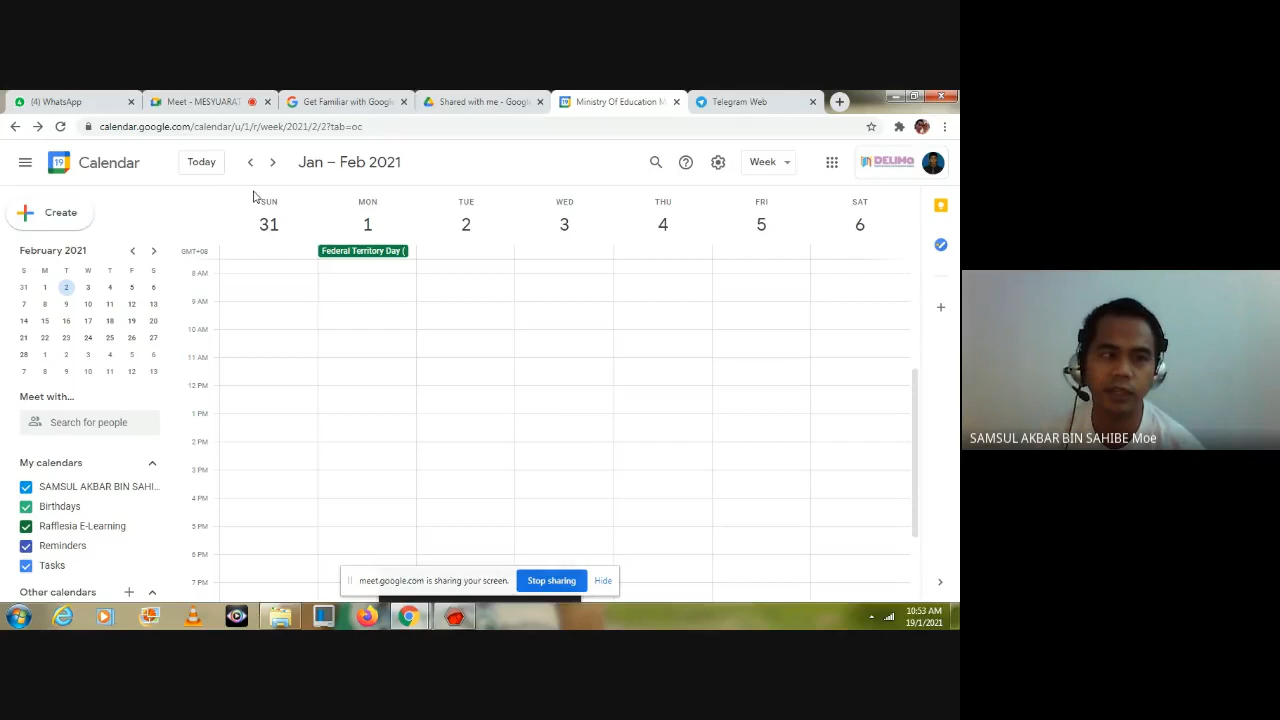 (4) WhatsApp
Meet - MESYUARAT
Get Familiar with Google
Shared with me - Google
Ministry Of Education M
Telegram Web
calendar.google.com/calendar/u/1/r/week/2021/2/2?tab=oc
19
Calendar
Today
Jan – Feb 2021
Week
DELIMa
Create
SUN MON TUE WED THU FRI SAT
31 1 2 3 4 5 6
GMT+08
Federal Territory Day (
February 2021
S M T W T F S
31 1 2 3 4 5 6
7 8 9 10 11 12 13
14 15 16 17 18 19 20
21 22 23 24 25 26 27
28 1 2 3 4 5 6
7 8 9 10 11 12 13
8 AM
9 AM
10 AM
11 AM
12 PM
1 PM
2 PM
3 PM
4 PM
5 PM
6 PM
7 PM
Meet with...
Search for people
My calendars
SAMSUL AKBAR BIN SAHI...
Birthdays
Rafflesia E-Learning
Reminders
Tasks
Other calendars
meet.google.com is sharing your screen.
Stop sharing
Hide
10:53 AM
19/1/2021
SAMSUL AKBAR BIN SAHIBE Moe